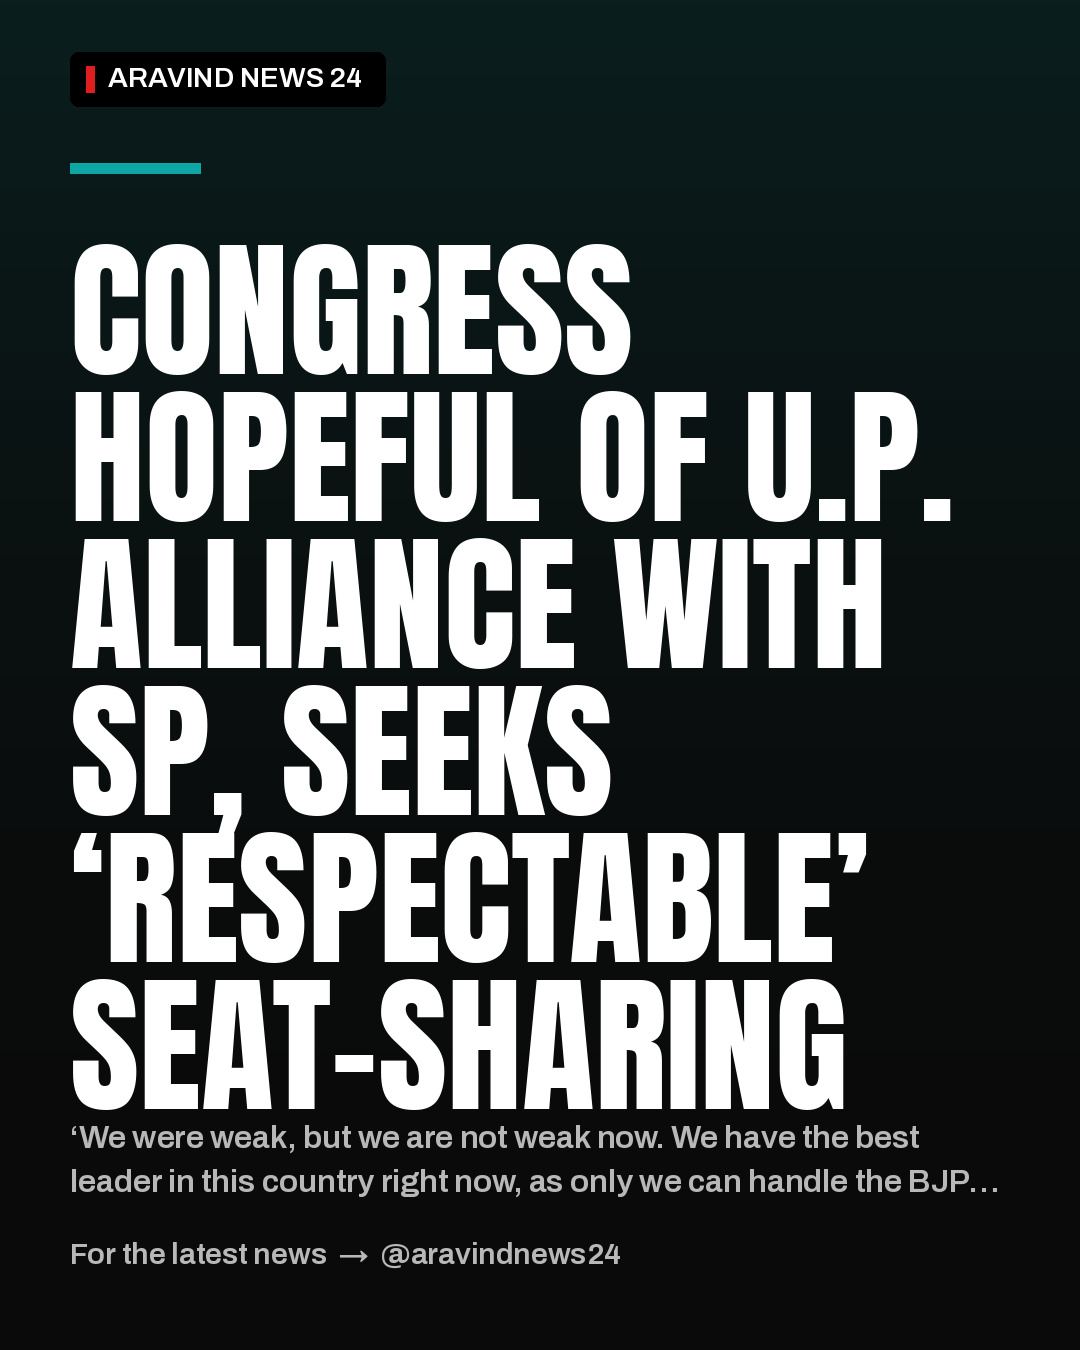 ARAVIND NEWS 24
CONGRESS
HOPEFUL OF U.P.
ALLIANCE WITH
SP, SEEKS
‘RESPECTABLE’
SEAT-SHARING
‘We were weak, but we are not weak now. We have the best
leader in this country right now, as only we can handle the BJP…
For the latest news → @aravindnews24